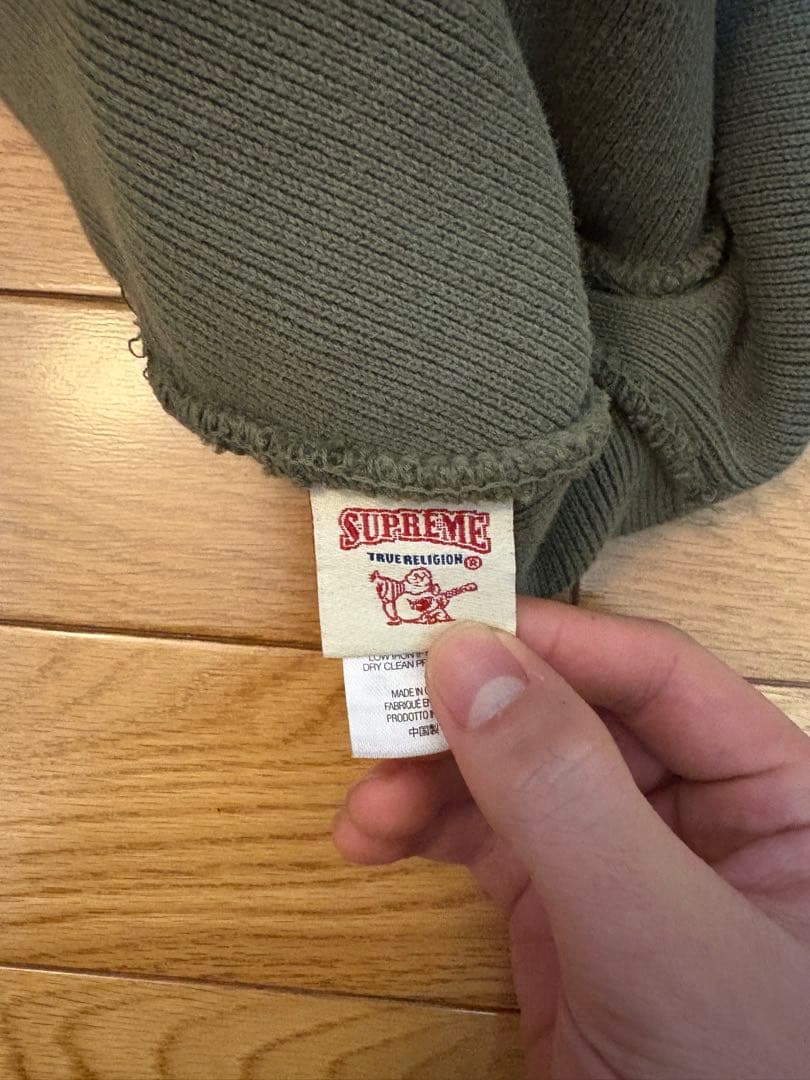 SUPREME
TRUE RELIGION ®
DRY CLEAN
MADE IN
FABRIQUÉ
PRODOTTO
中国製